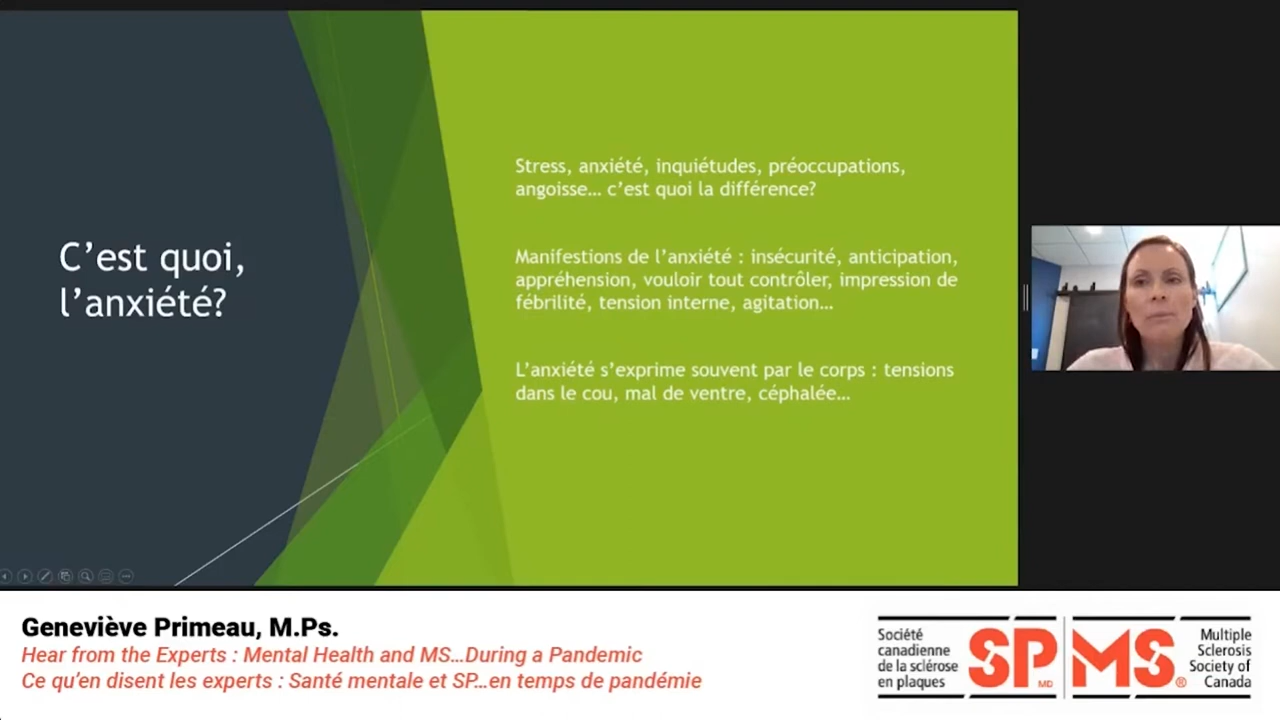 C'est quoi,
l'anxiété?
Stress, anxiété, inquiétudes, préoccupations,
angoisse… c'est quoi la différence?
Manifestions de l'anxiété : insécurité, anticipation,
appréhension, vouloir tout contrôler, impression de
fébrilité, tension interne, agitation…
L'anxiété s'exprime souvent par le corps : tensions
dans le cou, mal de ventre, céphalée…
Geneviève Primeau, M.Ps.
Hear from the Experts : Mental Health and MS…During a Pandemic
Ce qu'en disent les experts : Santé mentale et SP…en temps de pandémie
Société
canadienne
de la sclérose
en plaques
SP MD
MS ®
Multiple
Sclerosis
Society of
Canada